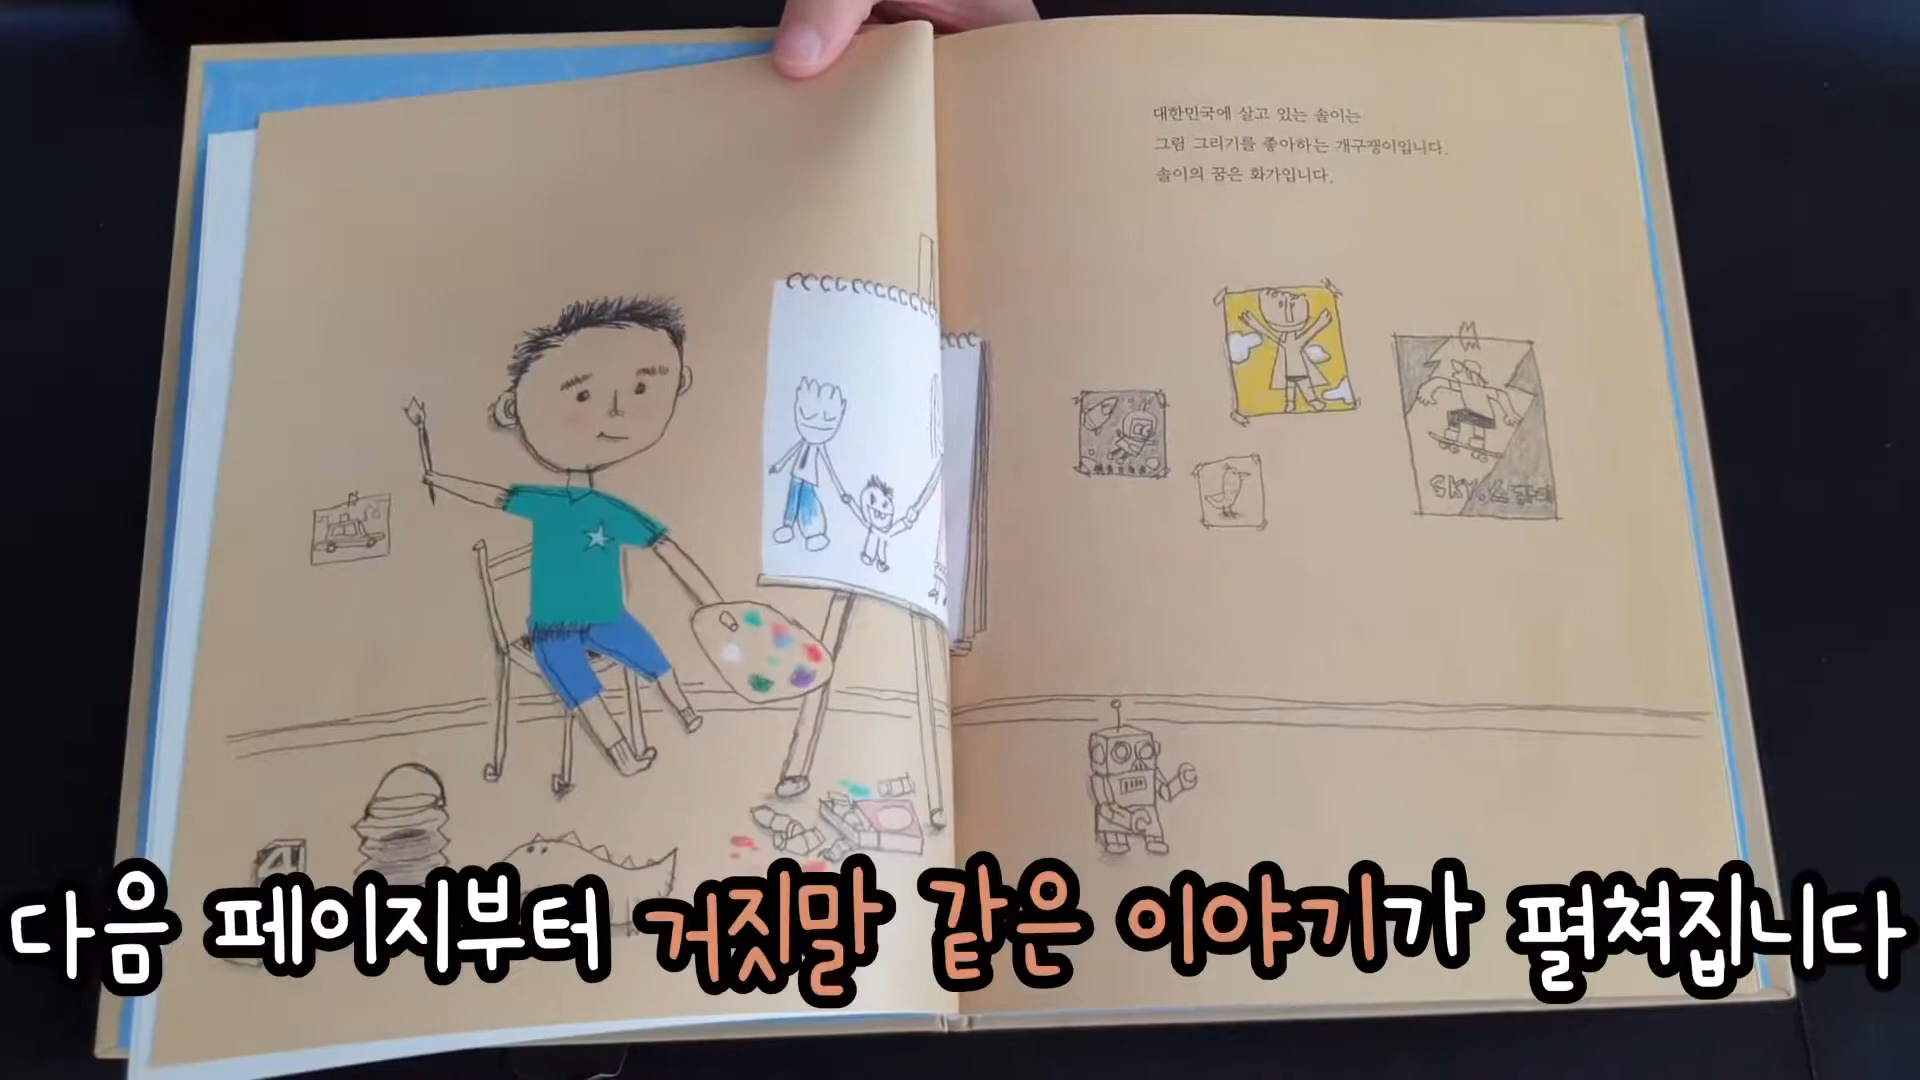 대한민국에 살고 있는 솔이는
그림 그리기를 좋아하는 개구쟁이입니다.
솔이의 꿈은 화가입니다.
SKY
다음 페이지부터 거짓말 같은 이야기가 펼쳐집니다